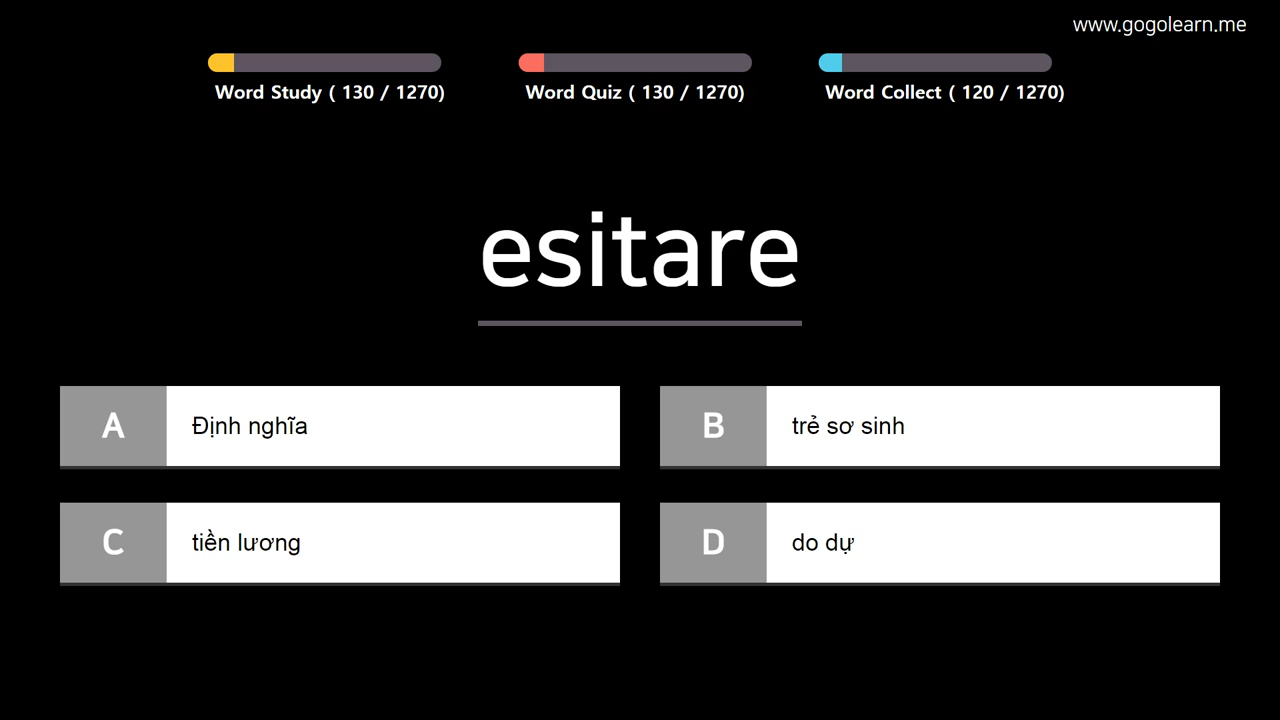 www.gogolearn.me
Word Study ( 130 / 1270)
Word Quiz ( 130 / 1270)
Word Collect ( 120 / 1270)
esitare
A Định nghĩa
B trẻ sơ sinh
C tiền lương
D do dự